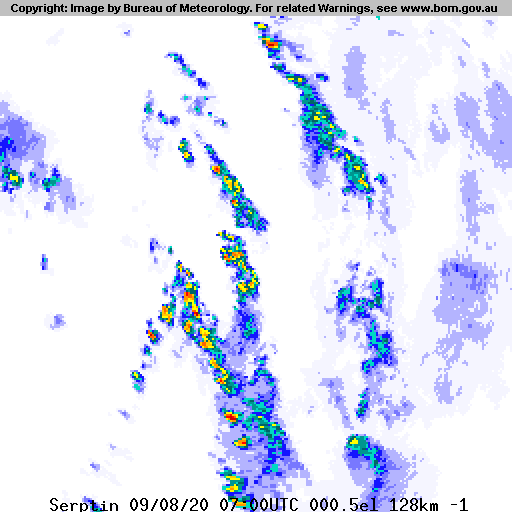 Copyright: Image by Bureau of Meteorology. For related Warnings, see www.bom.gov.au
Serptin 09/08/20 07:00UTC 000.5el 128km -1